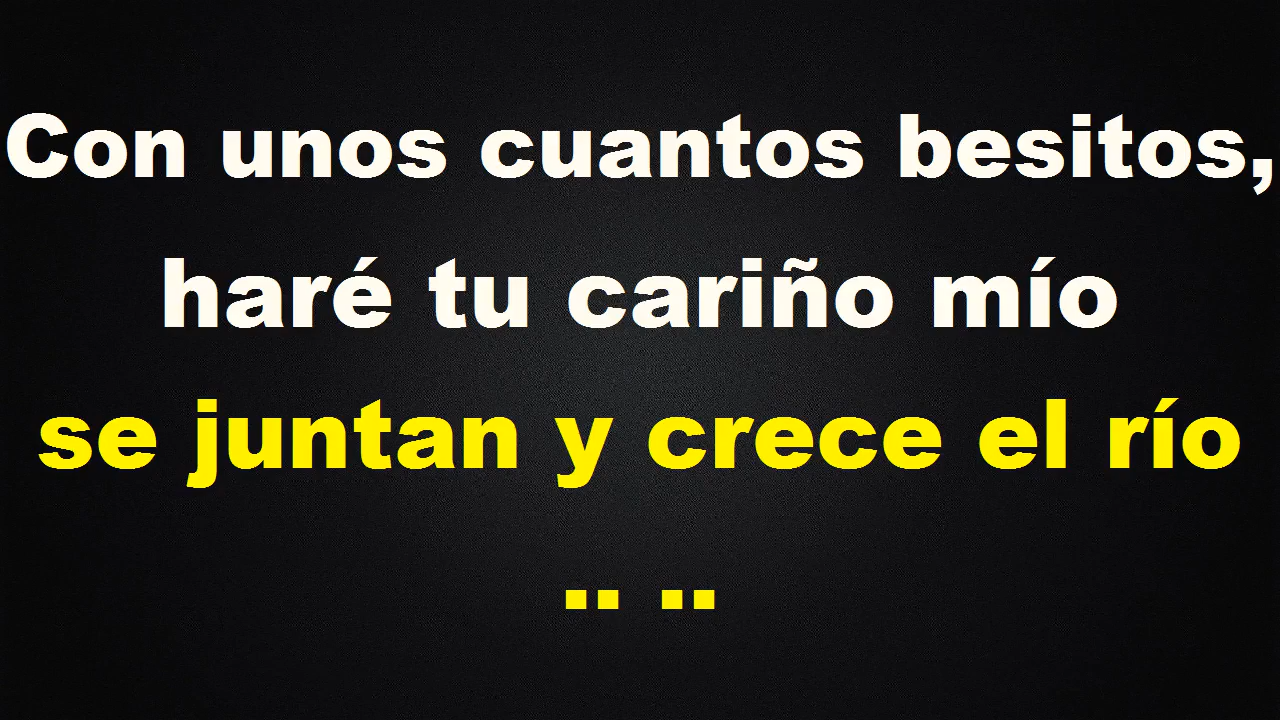 Con unos cuantos besitos,
haré tu cariño mío
se juntan y crece el río
.. ..